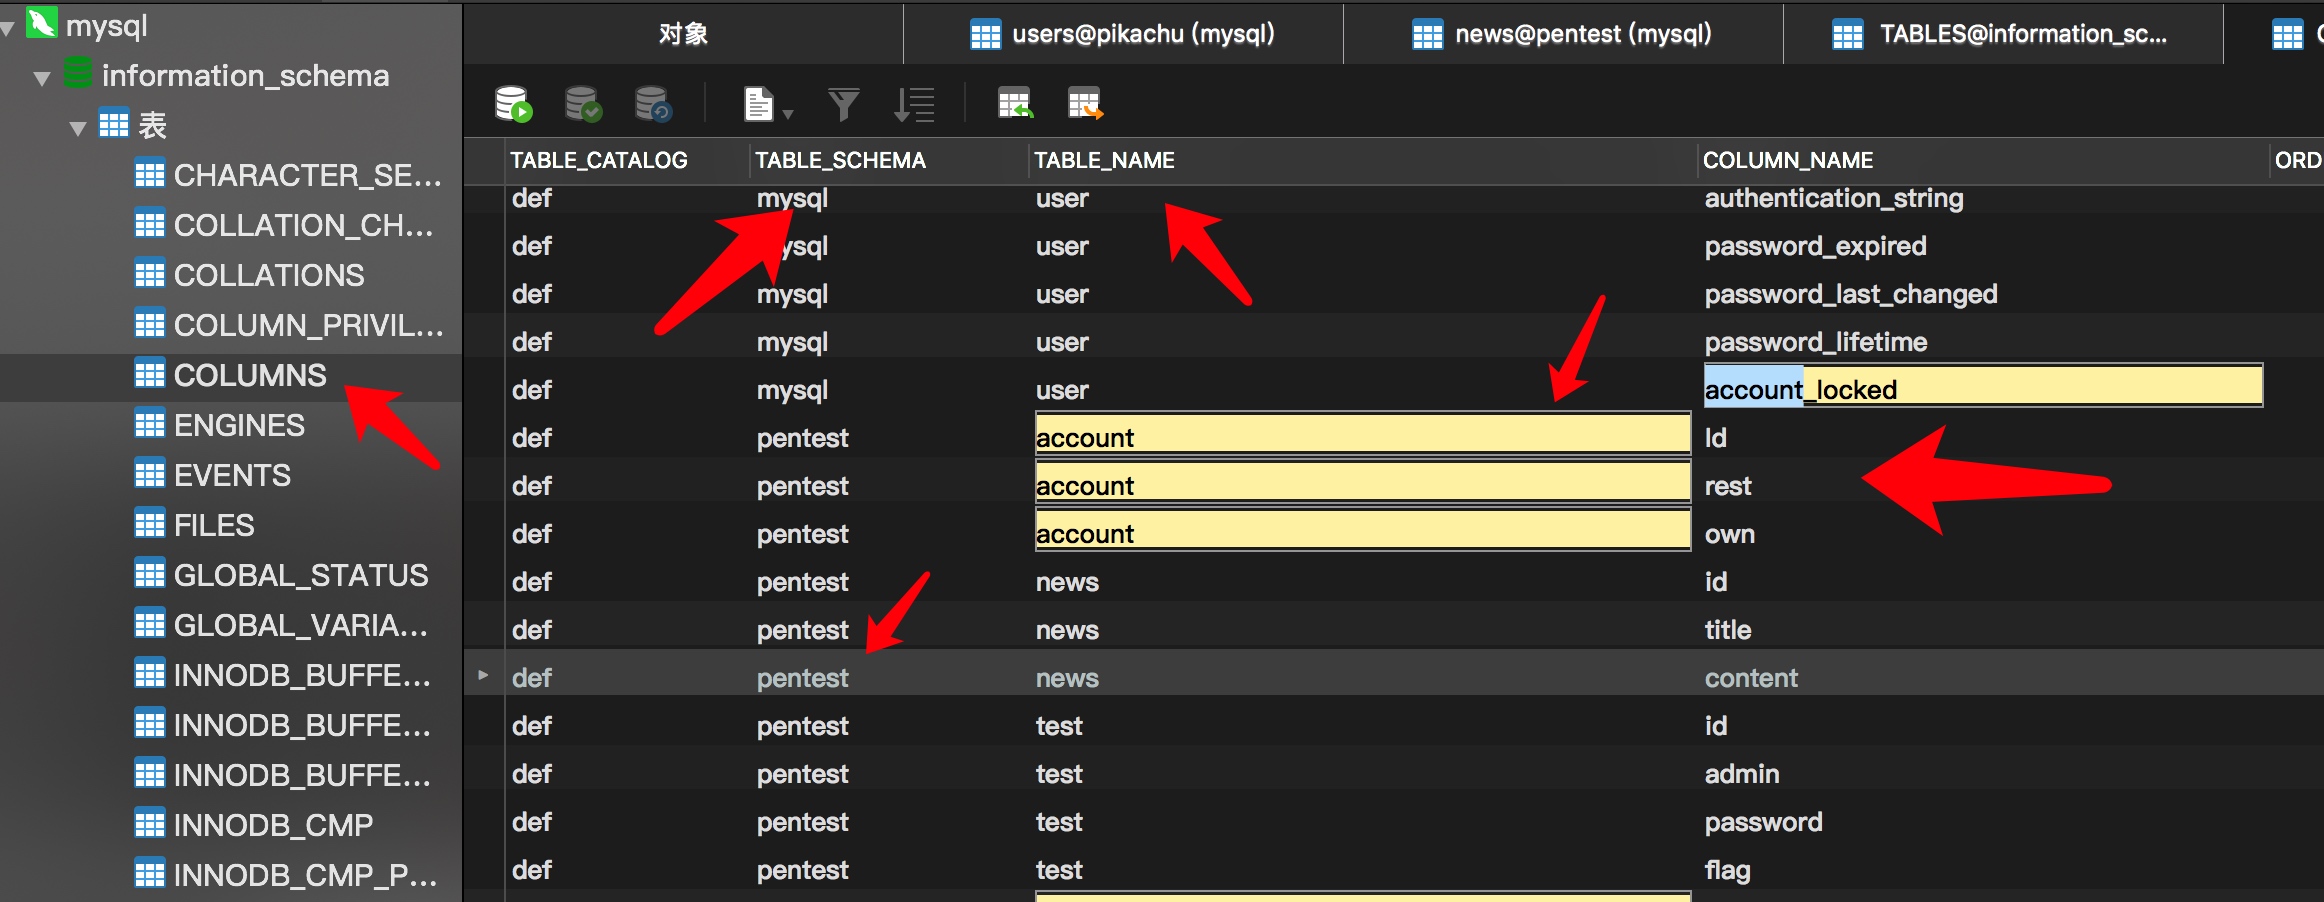 mysql
information_schema
表
CHARACTER_SE...
COLLATION_CH...
COLLATIONS
COLUMN_PRIVIL...
COLUMNS
ENGINES
EVENTS
FILES
GLOBAL_STATUS
GLOBAL_VARIA...
INNODB_BUFFE...
INNODB_BUFFE...
INNODB_BUFFE...
INNODB_CMP
INNODB_CMP_P...
对象 users@pikachu (mysql) news@pentest (mysql) TABLES@information_sc...
TABLE_CATALOG TABLE_SCHEMA TABLE_NAME COLUMN_NAME ORD
def mysql user authentication_string
def mysql user password_expired
def mysql user password_last_changed
def mysql user password_lifetime
def mysql user account_locked
def pentest account Id
def pentest account rest
def pentest account own
def pentest news id
def pentest news title
def pentest news content
def pentest test id
def pentest test admin
def pentest test password
def pentest test flag